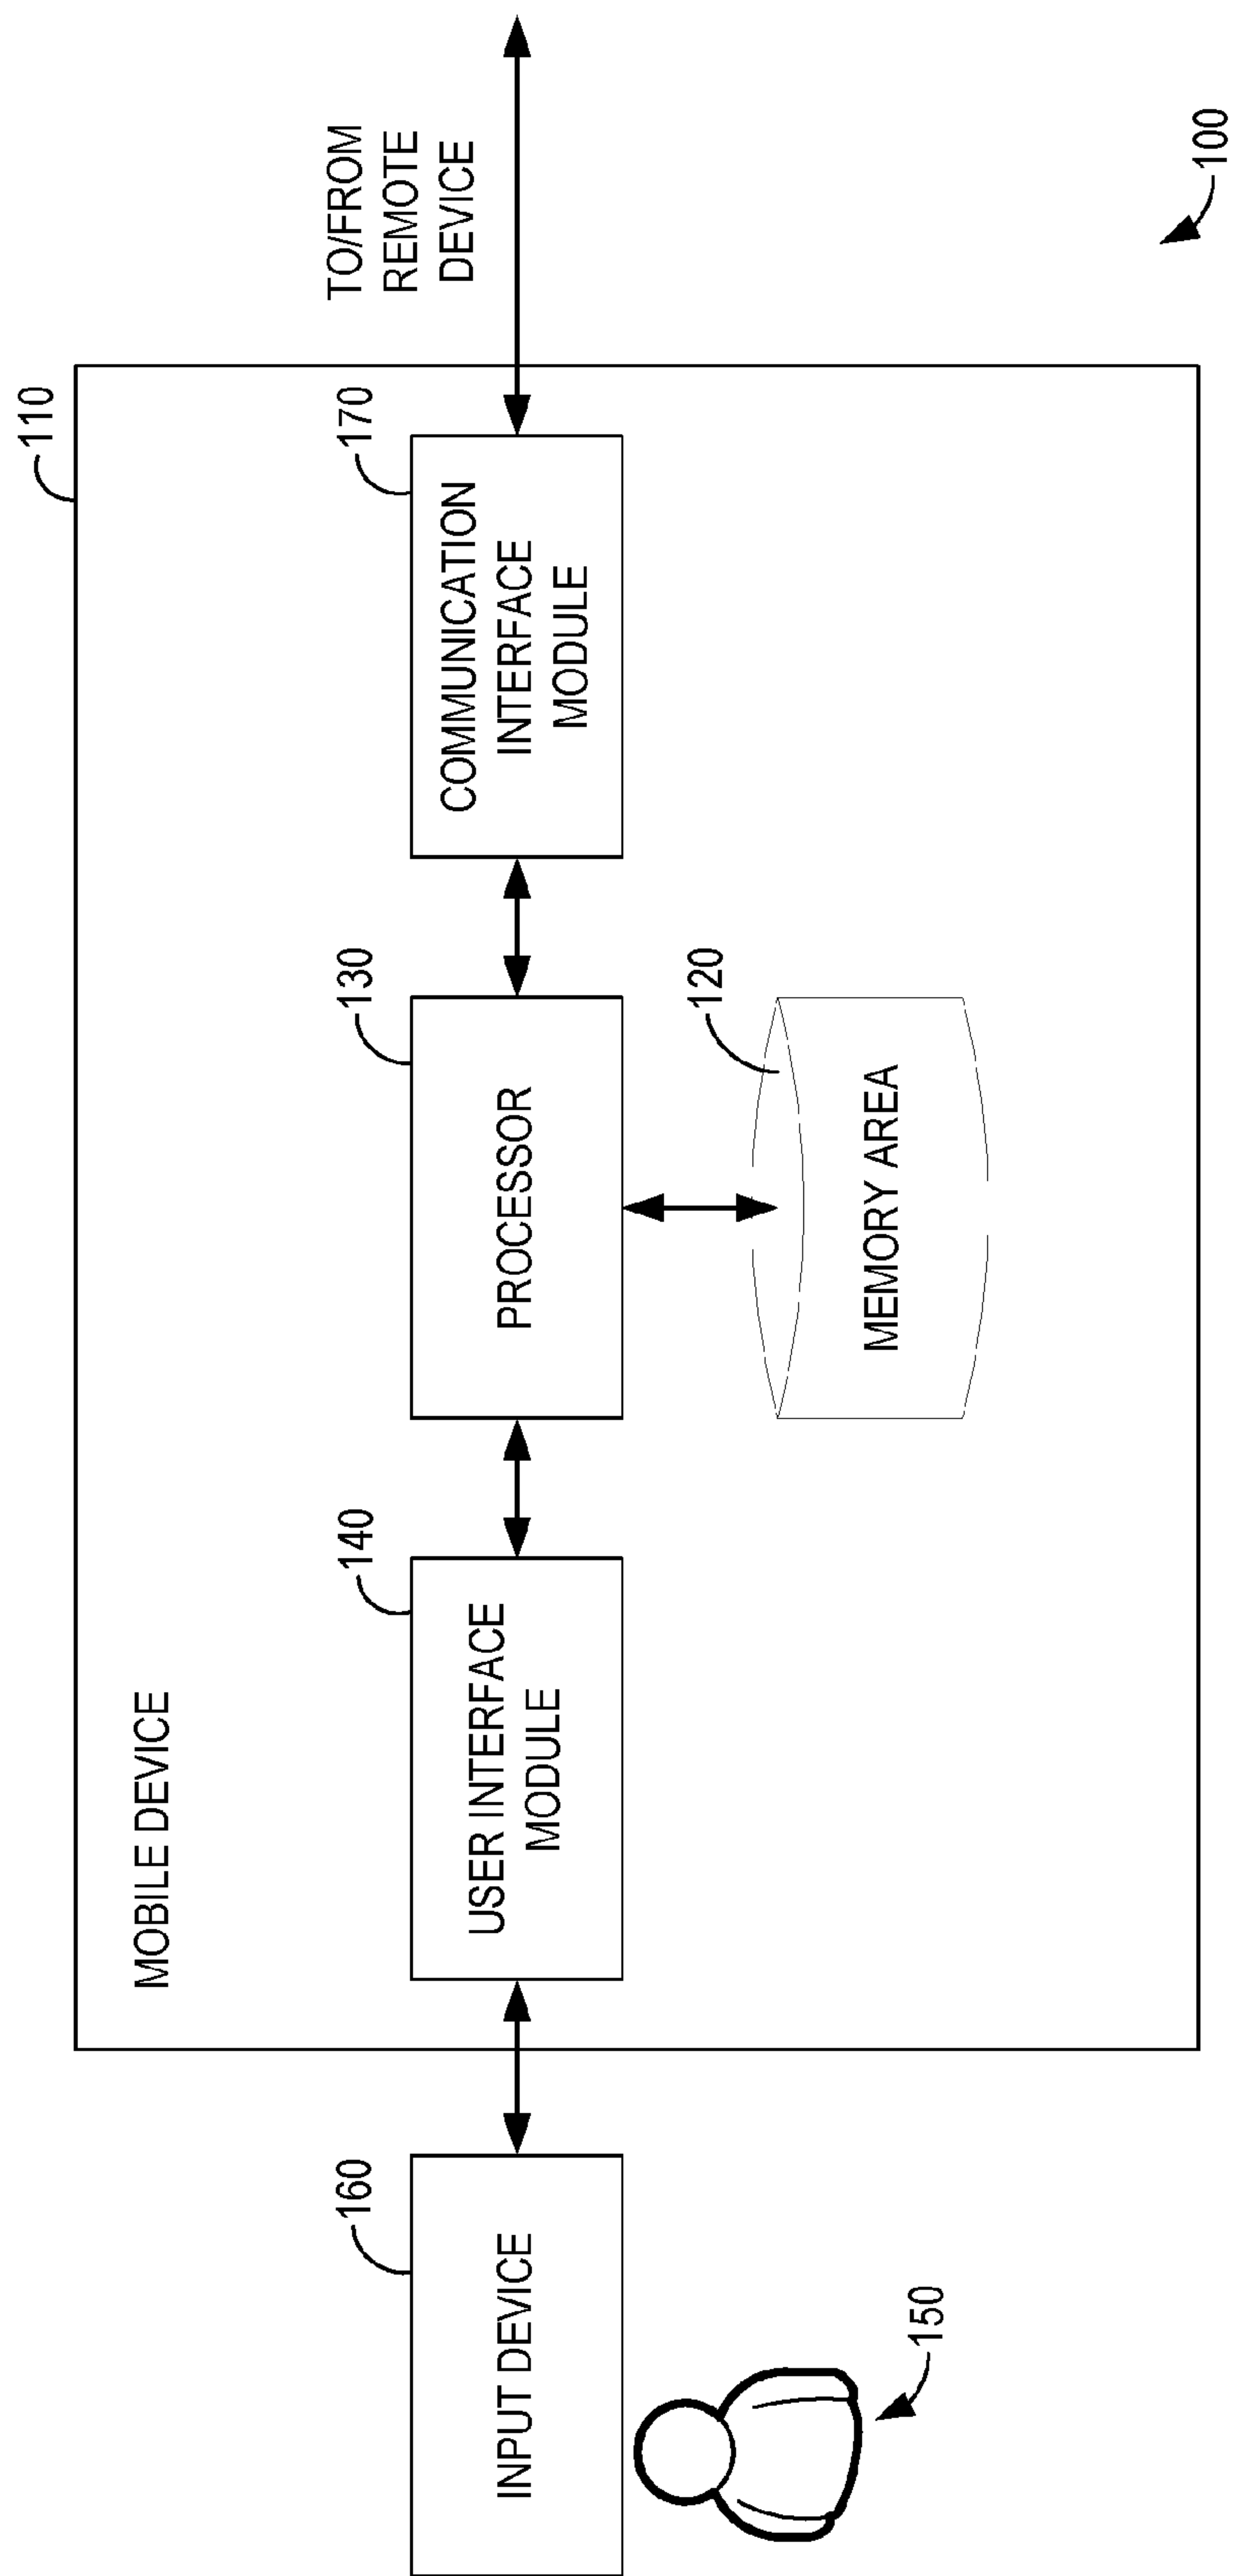 MOBILE DEVICE
110
160
INPUT DEVICE
150
140
USER INTERFACE
MODULE
130
PROCESSOR
120
MEMORY AREA
170
COMMUNICATION
INTERFACE
MODULE
TO/FROM
REMOTE
DEVICE
100